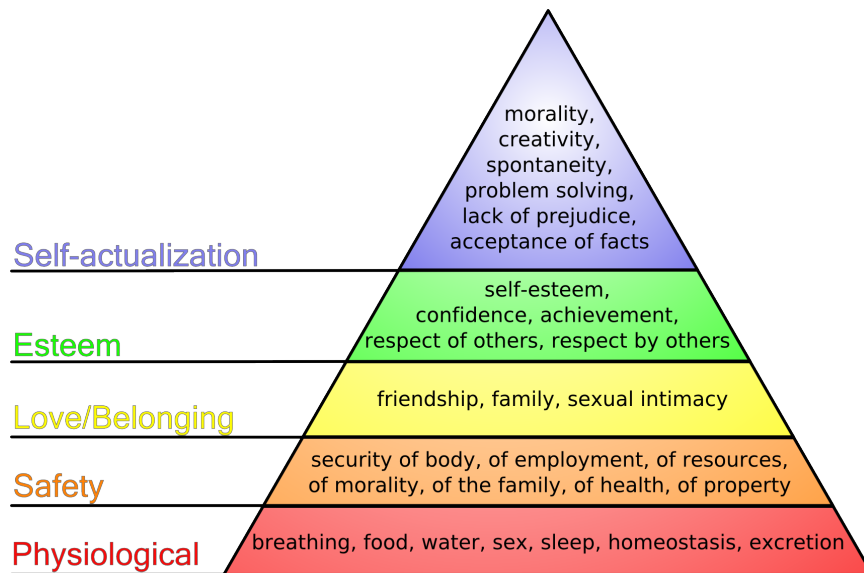 morality,
creativity,
spontaneity,
problem solving,
lack of prejudice,
acceptance of facts
Self-actualization
self-esteem,
confidence, achievement,
respect of others, respect by others
Esteem
friendship, family, sexual intimacy
Love/Belonging
security of body, of employment, of resources,
of morality, of the family, of health, of property
Safety
breathing, food, water, sex, sleep, homeostasis, excretion
Physiological